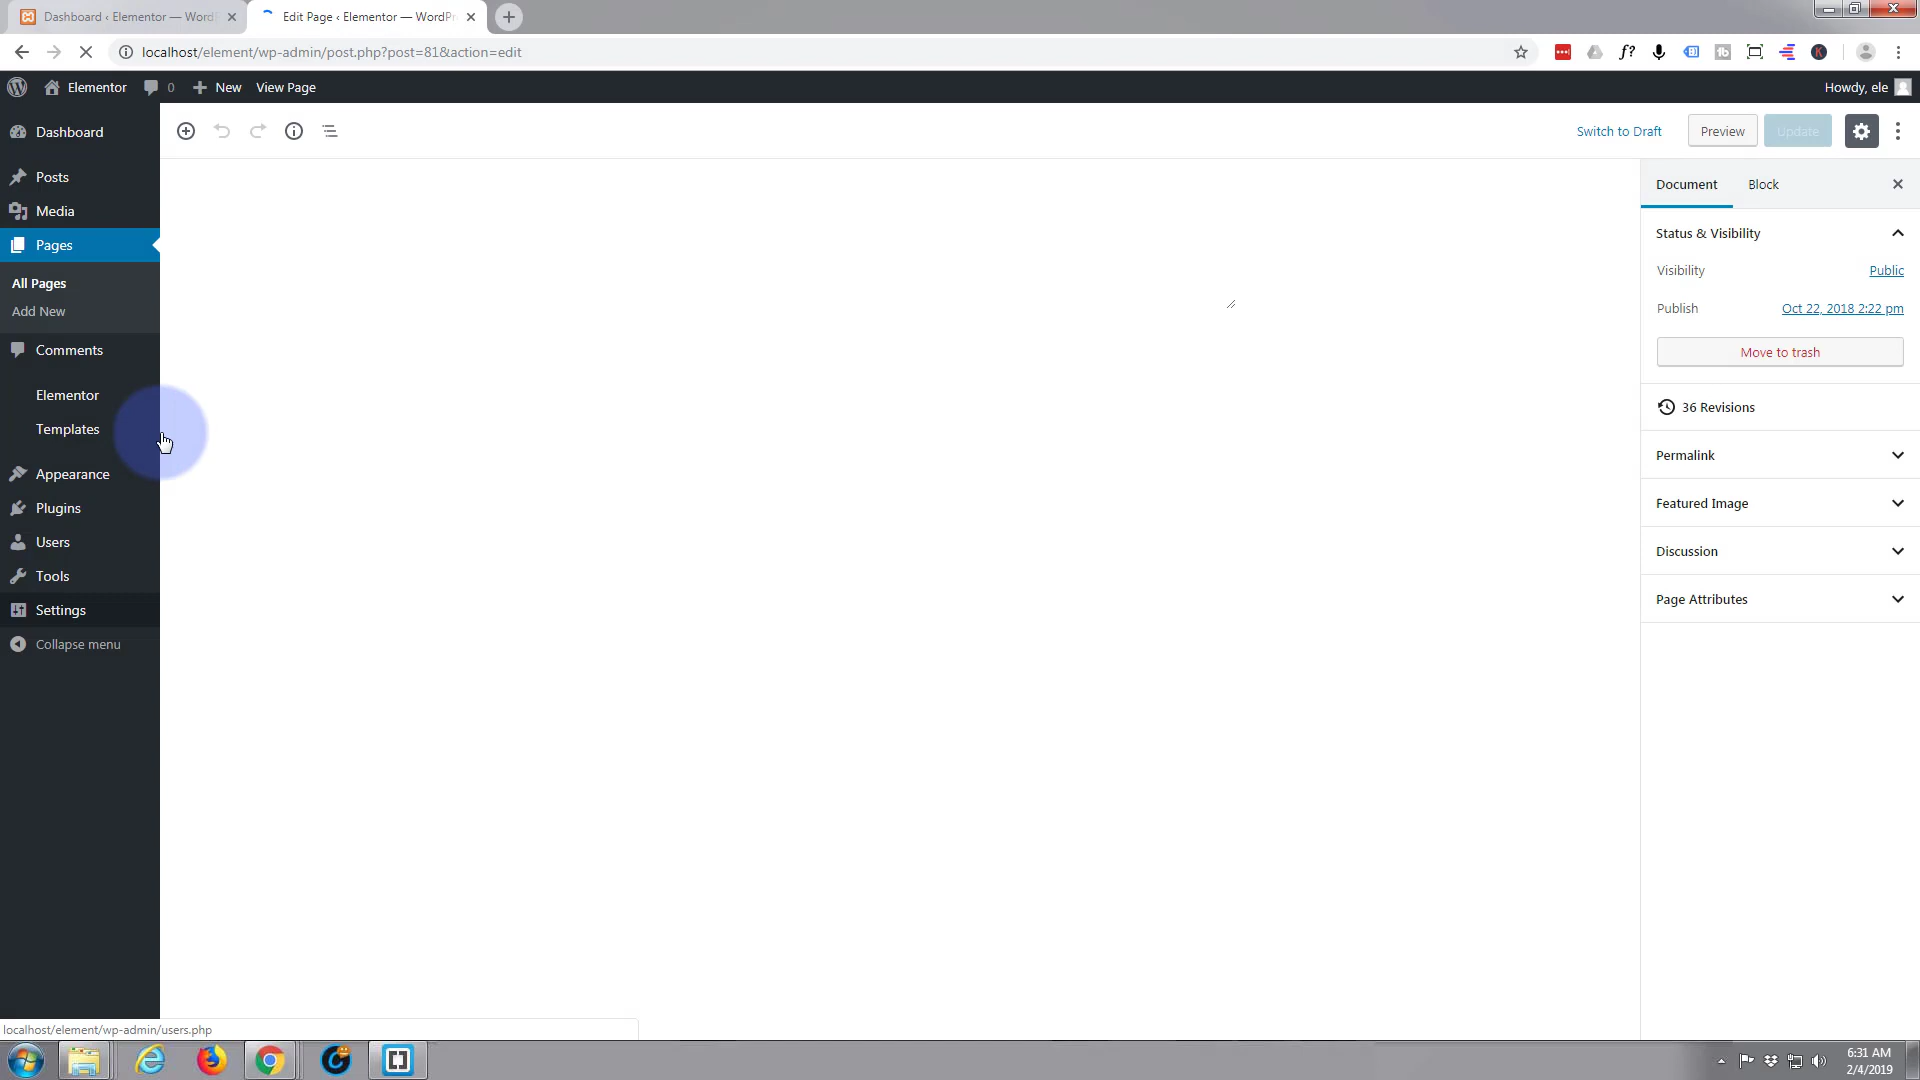 Dashboard ‹ Elementor — WordP
Edit Page ‹ Elementor — WordPr
localhost/element/wp-admin/post.php?post=81&action=edit
Elementor
0
New
View Page
Howdy, ele
Dashboard
Posts
Media
Pages
All Pages
Add New
Comments
Elementor
Templates
Appearance
Plugins
Users
Tools
Settings
Collapse menu
Switch to Draft
Preview
Update
Document
Block
Status & Visibility
Visibility
Public
Publish
Oct 22, 2018 2:22 pm
Move to trash
36 Revisions
Permalink
Featured Image
Discussion
Page Attributes
localhost/element/wp-admin/users.php
6:31 AM
2/4/2019